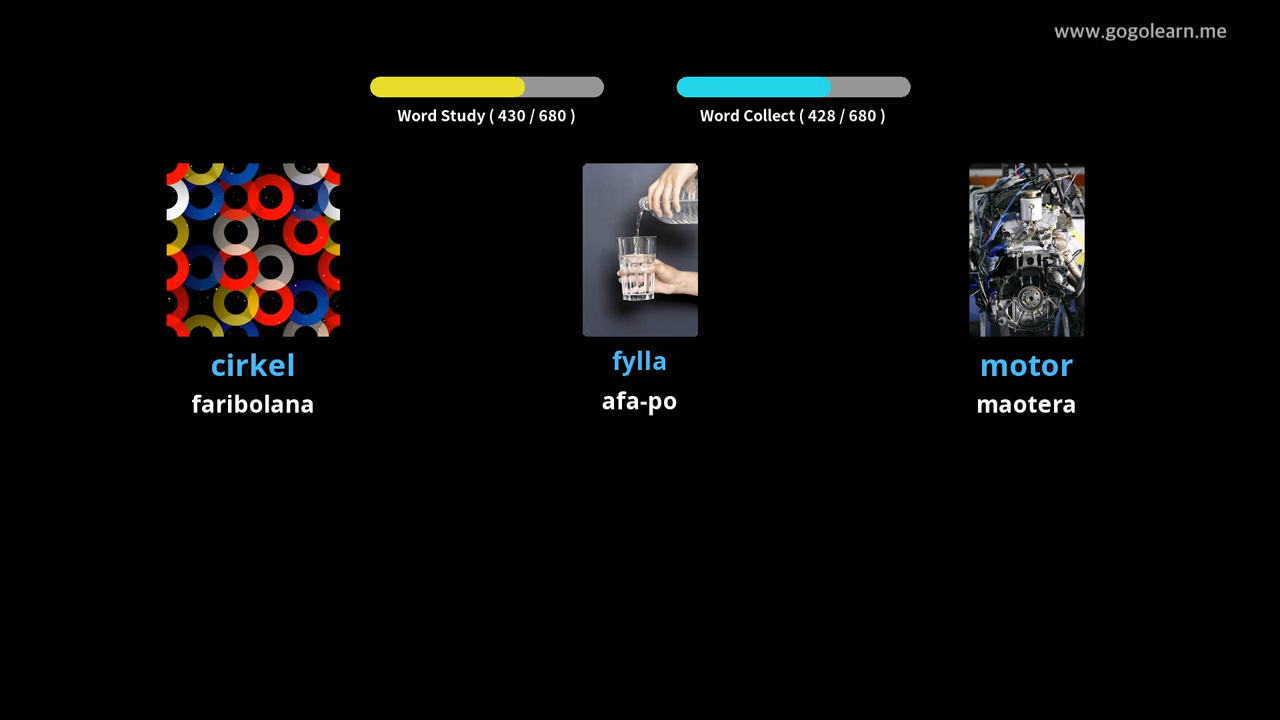 www.gogolearn.me
Word Study ( 430 / 680 )
Word Collect ( 428 / 680 )
cirkel
faribolana
fylla
afa-po
motor
maotera